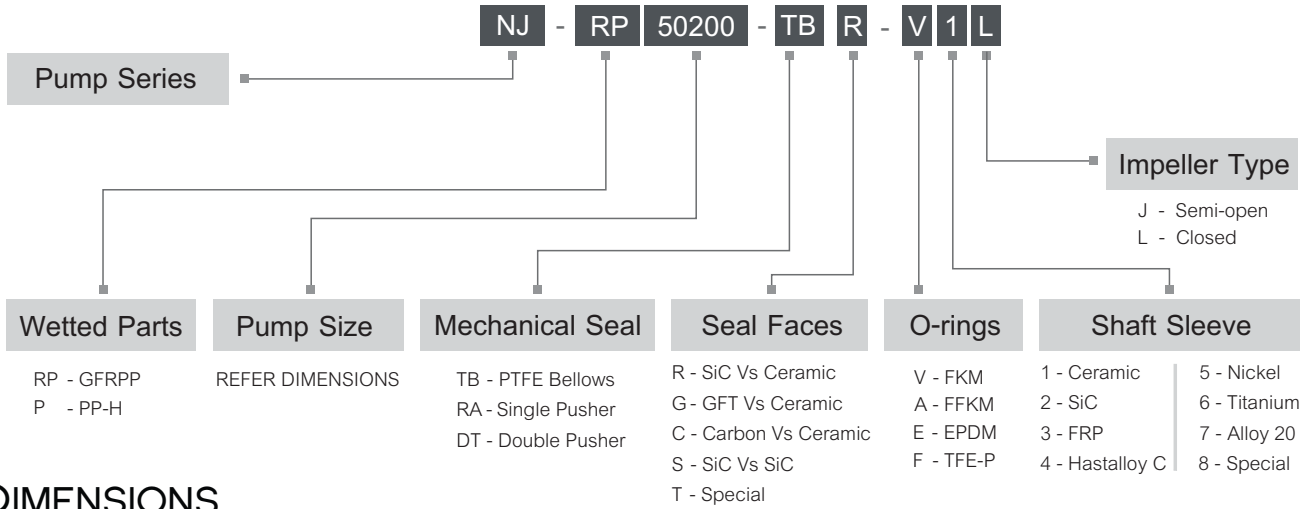 NJ - RP 50200 - TB R - V 1 L
Pump Series
Impeller Type
J - Semi-open
L - Closed
Wetted Parts
RP - GFRPP
P - PP-H
Pump Size
REFER DIMENSIONS
Mechanical Seal
TB - PTFE Bellows
RA - Single Pusher
DT - Double Pusher
Seal Faces
R - SiC Vs Ceramic
G - GFT Vs Ceramic
C - Carbon Vs Ceramic
S - SiC Vs SiC
T - Special
O-rings
V - FKM
A - FFKM
E - EPDM
F - TFE-P
Shaft Sleeve
1 - Ceramic
2 - SiC
3 - FRP
4 - Hastalloy C
5 - Nickel
6 - Titanium
7 - Alloy 20
8 - Special
DIMENSIONS